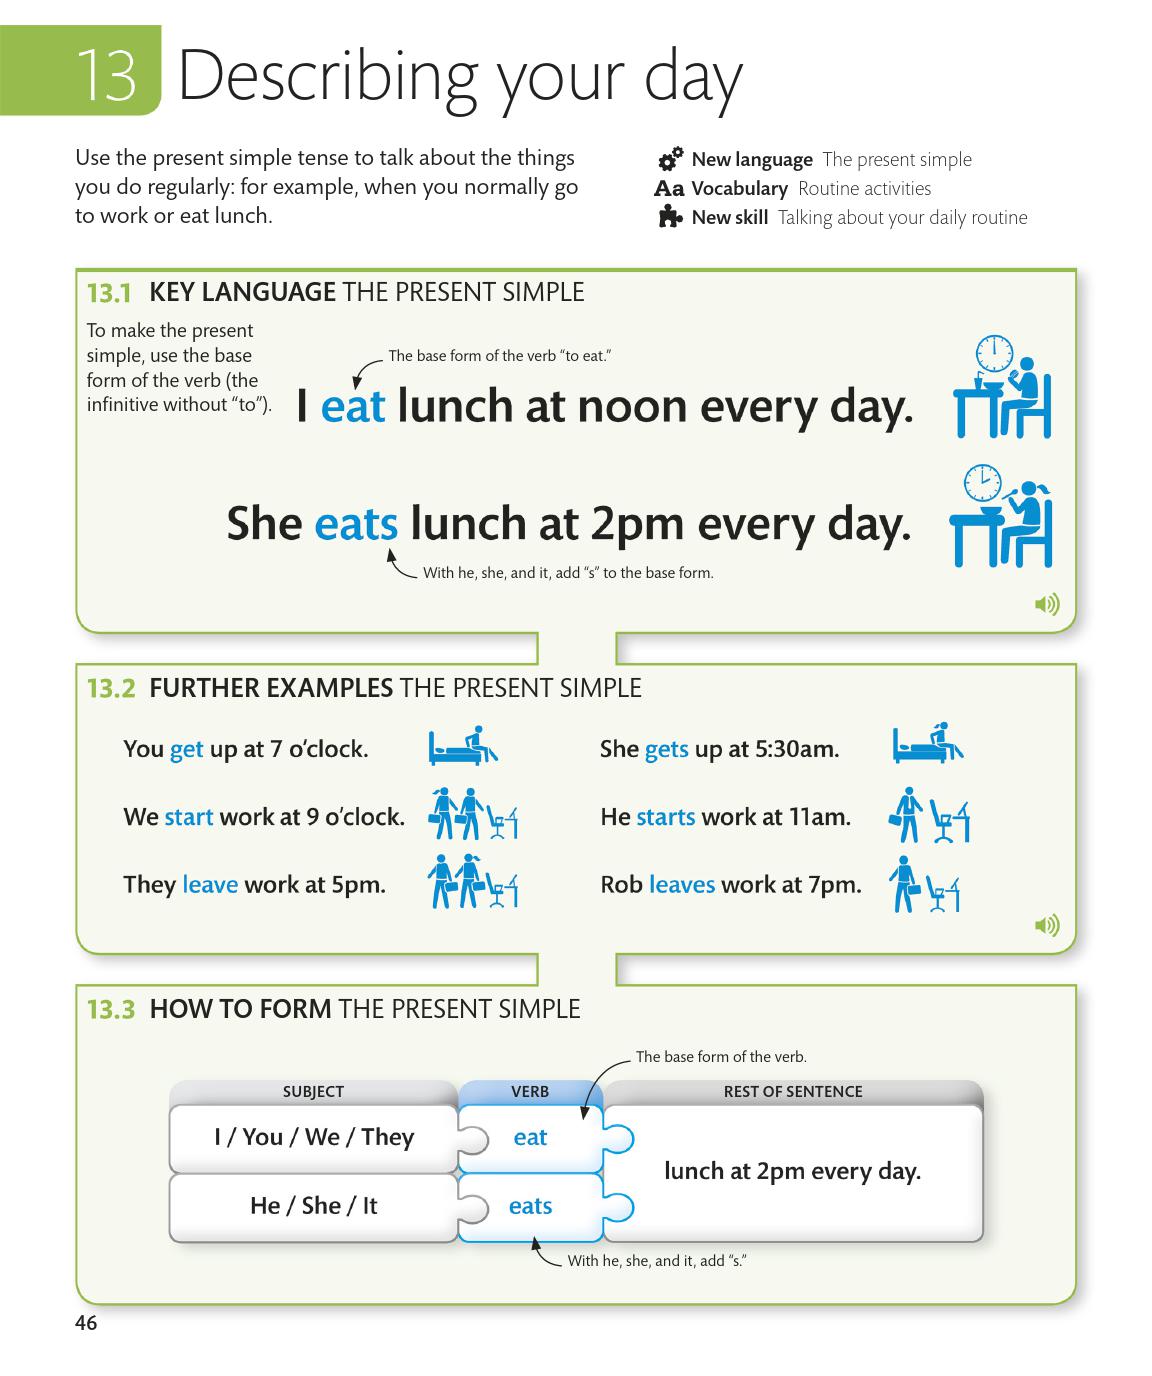 13 Describing your day
Use the present simple tense to talk about the things
you do regularly: for example, when you normally go
to work or eat lunch.
New language The present simple
Aa Vocabulary Routine activities
New skill Talking about your daily routine
13.1 KEY LANGUAGE THE PRESENT SIMPLE
To make the present
simple, use the base
form of the verb (the
infinitive without “to”).
The base form of the verb “to eat.”
I eat lunch at noon every day.
She eats lunch at 2pm every day.
With he, she, and it, add “s” to the base form.
13.2 FURTHER EXAMPLES THE PRESENT SIMPLE
You get up at 7 o’clock.
She gets up at 5:30am.
We start work at 9 o’clock.
He starts work at 11am.
They leave work at 5pm.
Rob leaves work at 7pm.
13.3 HOW TO FORM THE PRESENT SIMPLE
The base form of the verb.
SUBJECT VERB REST OF SENTENCE
I / You / We / They eat
lunch at 2pm every day.
He / She / It eats
With he, she, and it, add “s.”
46